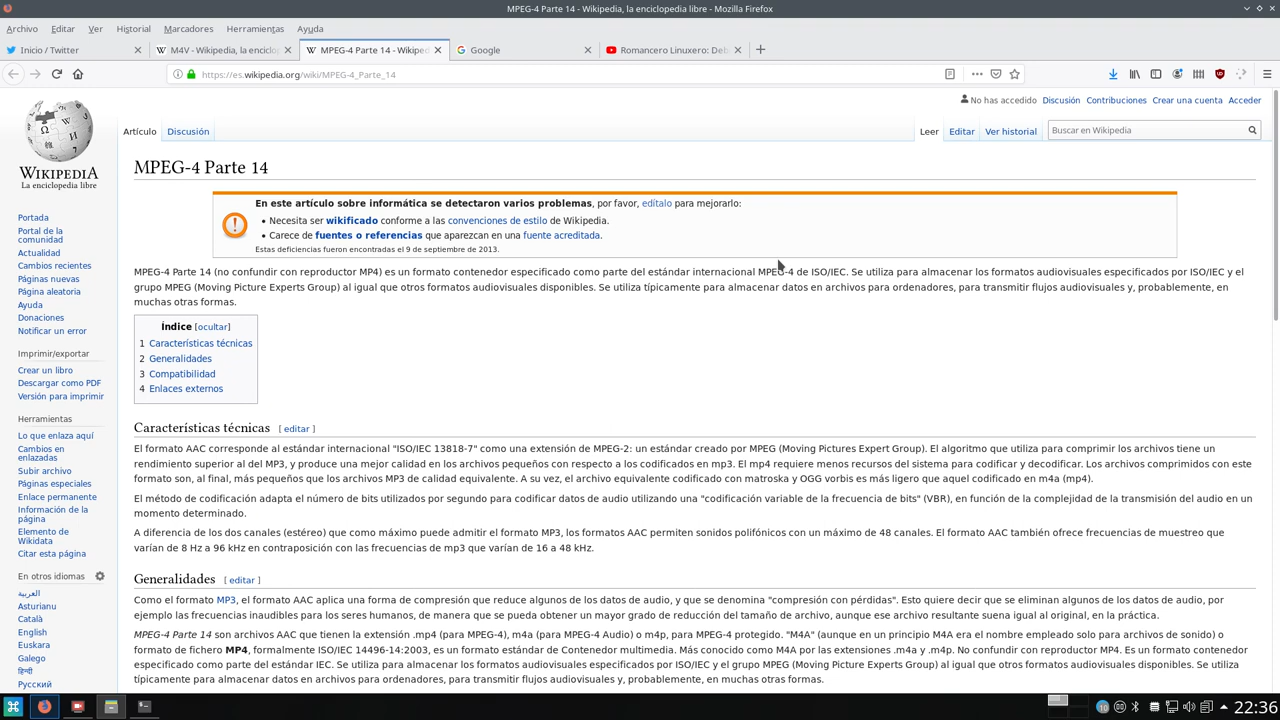 MPEG-4 Parte 14 - Wikipedia, la enciclopedia libre - Mozilla Firefox
Archivo Editar Ver Historial Marcadores Herramientas Ayuda
Inicio / Twitter
M4V - Wikipedia, la enciclop
MPEG-4 Parte 14 - Wikiped
Google
Romancero Linuxero: Deb
https://es.wikipedia.org/wiki/MPEG-4_Parte_14
No has accedido Discusión Contribuciones Crear una cuenta Acceder
Artículo Discusión
Leer Editar Ver historial
Buscar en Wikipedia
WIKIPEDIA
La enciclopedia libre
Portada
Portal de la
comunidad
Actualidad
Cambios recientes
Páginas nuevas
Página aleatoria
Ayuda
Donaciones
Notificar un error
Imprimir/exportar
Crear un libro
Descargar como PDF
Versión para imprimir
Herramientas
Lo que enlaza aquí
Cambios en
enlazadas
Subir archivo
Páginas especiales
Enlace permanente
Información de la
página
Elemento de
Wikidata
Citar esta página
En otros idiomas
العربية
Asturianu
Català
English
Euskara
Galego
हिन्दी
Русский
MPEG-4 Parte 14
En este artículo sobre informática se detectaron varios problemas, por favor, edítalo para mejorarlo:
• Necesita ser wikificado conforme a las convenciones de estilo de Wikipedia.
• Carece de fuentes o referencias que aparezcan en una fuente acreditada.
Estas deficiencias fueron encontradas el 9 de septiembre de 2013.
MPEG-4 Parte 14 (no confundir con reproductor MP4) es un formato contenedor especificado como parte del estándar internacional MPEG-4 de ISO/IEC. Se utiliza para almacenar los formatos audiovisuales especificados por ISO/IEC y el
grupo MPEG (Moving Picture Experts Group) al igual que otros formatos audiovisuales disponibles. Se utiliza típicamente para almacenar datos en archivos para ordenadores, para transmitir flujos audiovisuales y, probablemente, en
muchas otras formas.
Índice [ocultar]
1 Características técnicas
2 Generalidades
3 Compatibilidad
4 Enlaces externos
Características técnicas [ editar ]
El formato AAC corresponde al estándar internacional "ISO/IEC 13818-7" como una extensión de MPEG-2: un estándar creado por MPEG (Moving Pictures Expert Group). El algoritmo que utiliza para comprimir los archivos tiene un
rendimiento superior al del MP3, y produce una mejor calidad en los archivos pequeños con respecto a los codificados en mp3. El mp4 requiere menos recursos del sistema para codificar y decodificar. Los archivos comprimidos con este
formato son, al final, más pequeños que los archivos MP3 de calidad equivalente. A su vez, el archivo equivalente codificado con matroska y OGG vorbis es más ligero que aquel codificado en m4a (mp4).
El método de codificación adapta el número de bits utilizados por segundo para codificar datos de audio utilizando una "codificación variable de la frecuencia de bits" (VBR), en función de la complejidad de la transmisión del audio en un
momento determinado.
A diferencia de los dos canales (estéreo) que como máximo puede admitir el formato MP3, los formatos AAC permiten sonidos polifónicos con un máximo de 48 canales. El formato AAC también ofrece frecuencias de muestreo que
varían de 8 Hz a 96 kHz en contraposición con las frecuencias de mp3 que varían de 16 a 48 kHz.
Generalidades [ editar ]
Como el formato MP3, el formato AAC aplica una forma de compresión que reduce algunos de los datos de audio, y que se denomina "compresión con pérdidas". Esto quiere decir que se eliminan algunos de los datos de audio, por
ejemplo las frecuencias inaudibles para los seres humanos, de manera que se pueda obtener un mayor grado de reducción del tamaño de archivo, aunque ese archivo resultante suena igual al original, en la práctica.
MPEG-4 Parte 14 son archivos AAC que tienen la extensión .mp4 (para MPEG-4), m4a (para MPEG-4 Audio) o m4p, para MPEG-4 protegido. "M4A" (aunque en un principio M4A era el nombre empleado solo para archivos de sonido) o
formato de fichero MP4, formalmente ISO/IEC 14496-14:2003, es un formato estándar de Contenedor multimedia. Más conocido como M4A por las extensiones .m4a y .m4p. No confundir con reproductor MP4. Es un formato contenedor
especificado como parte del estándar IEC. Se utiliza para almacenar los formatos audiovisuales especificados por ISO/IEC y el grupo MPEG (Moving Picture Experts Group) al igual que otros formatos audiovisuales disponibles. Se utiliza
típicamente para almacenar datos en archivos para ordenadores, para transmitir flujos audiovisuales y, probablemente, en muchas otras formas.
22:36